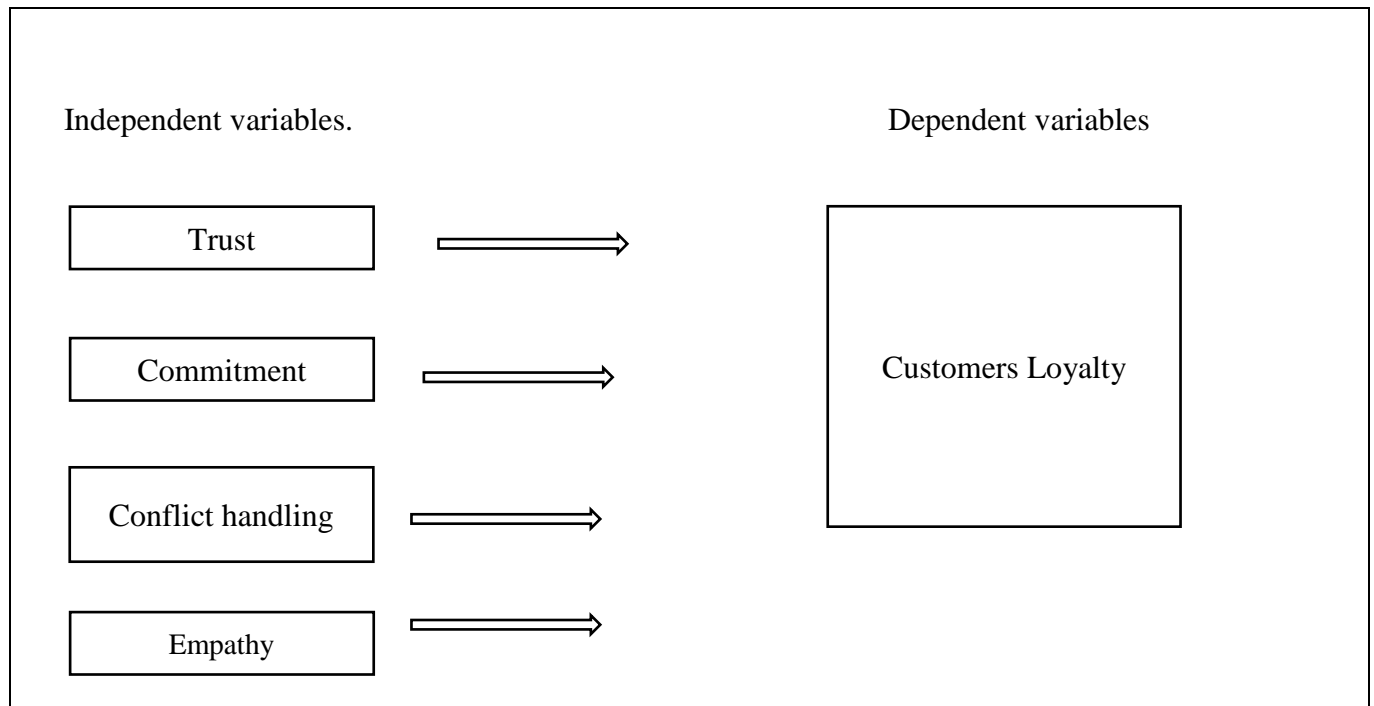 Independent variables.
Dependent variables
Trust
Commitment
Customers Loyalty
Conflict handling
Empathy